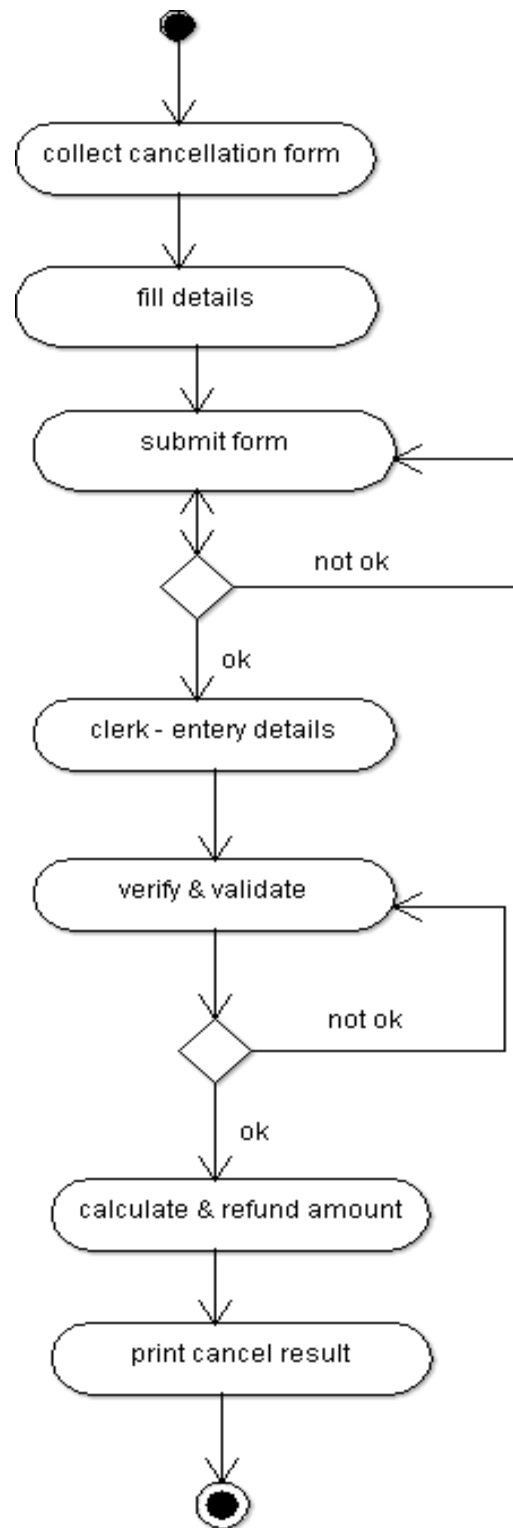 collect cancellation form
fill details
submit form
not ok
ok
clerk - entery details
verify & validate
not ok
ok
calculate & refund amount
print cancel result